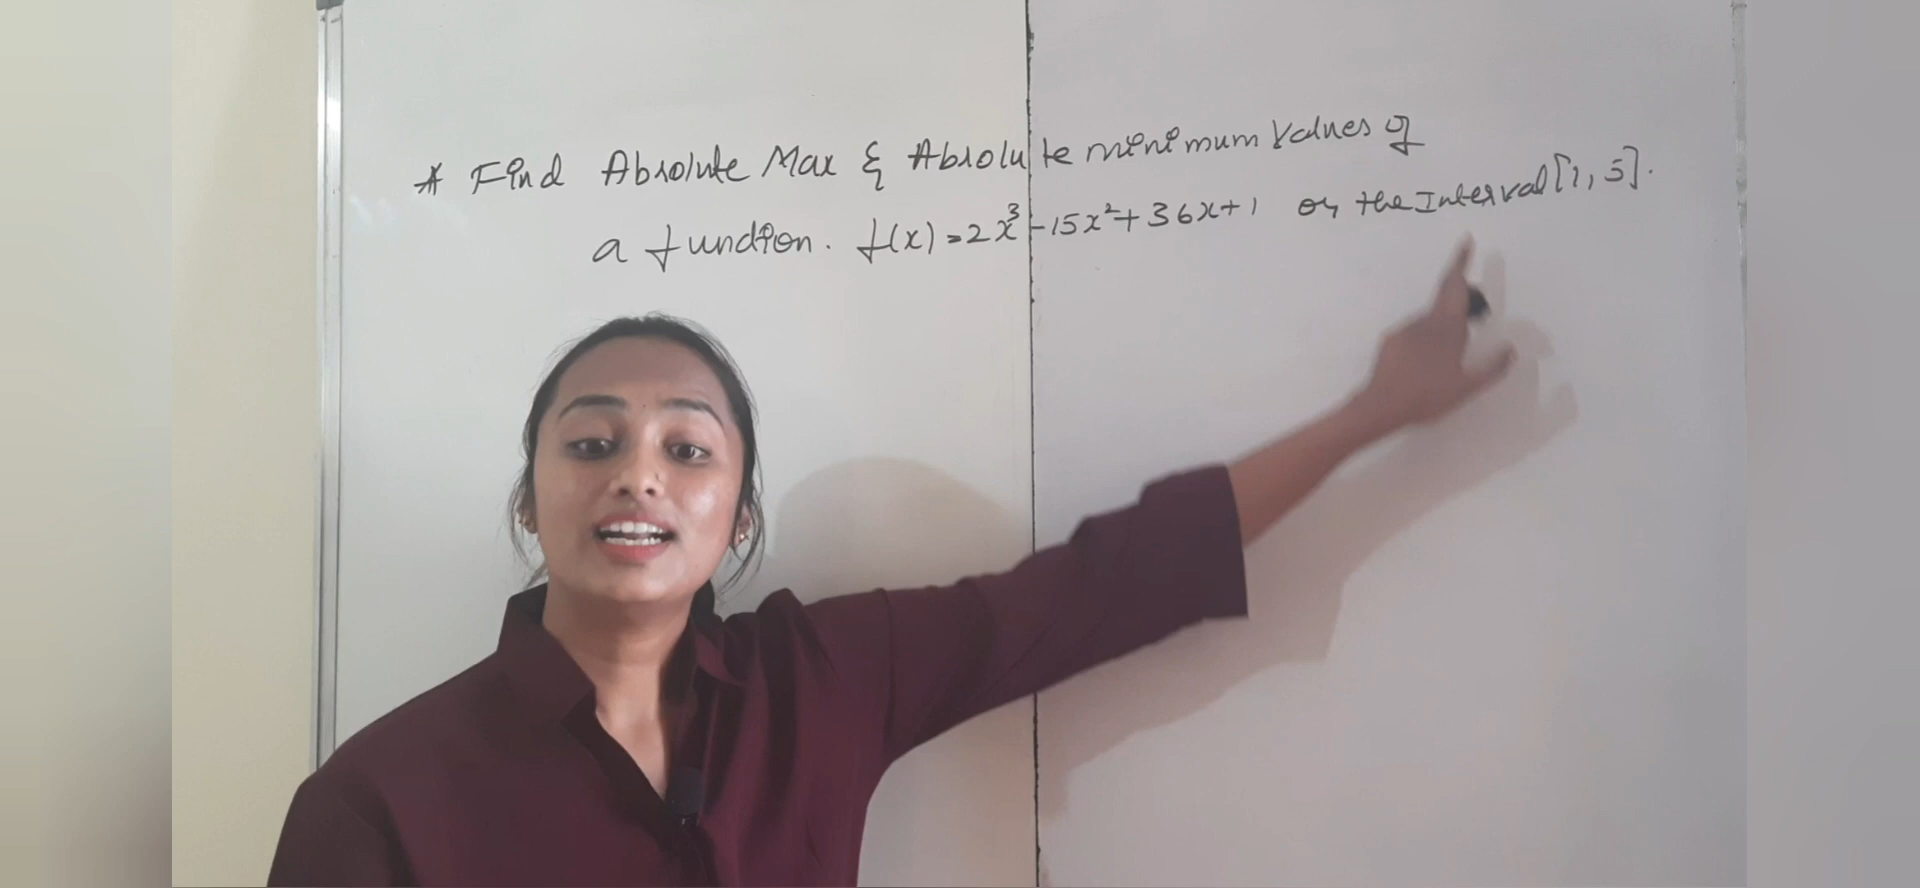 * Find Absolute Max & Absolute minimum Values of
a function. f(x)=2x³-15x²+36x+1 on the Interval [1, 5].